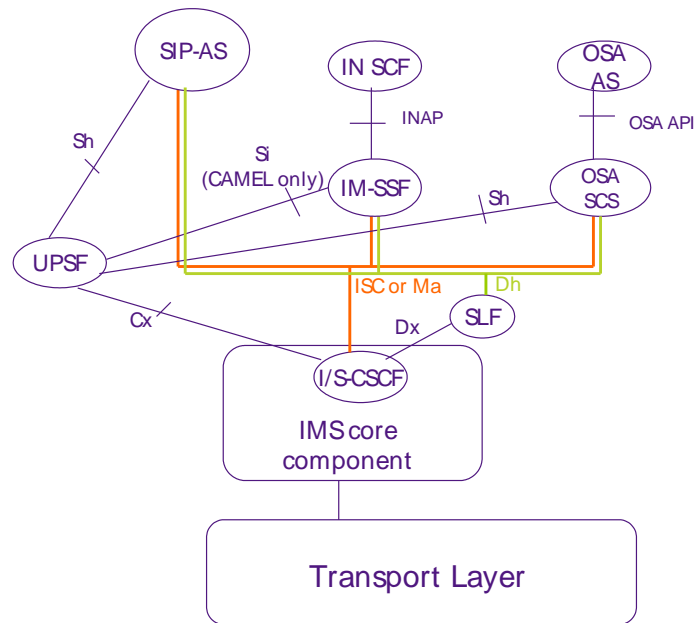 SIP-AS
IN SCF
OSA
AS
INAP
OSA API
Sh
Si
(CAMEL only)
IM-SSF
OSA
SCS
Sh
UPSF
ISC or Ma
Dh
Cx
Dx
SLF
I/S-CSCF
IMS core
component
Transport Layer